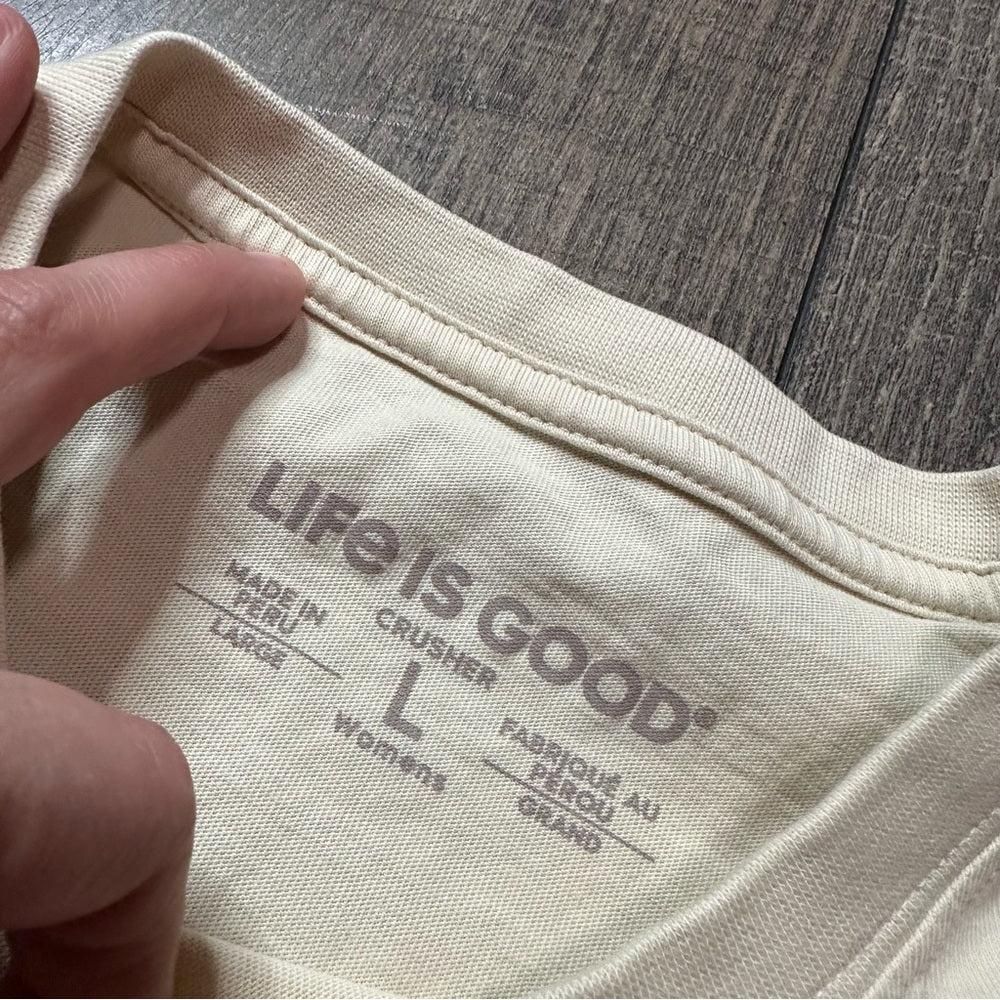 LIFe IS GOOD®
MADE IN
PERU
LARGE
CRUSHER
L
Womens
FABRIQUÉ AU
PÉROU
GRAND